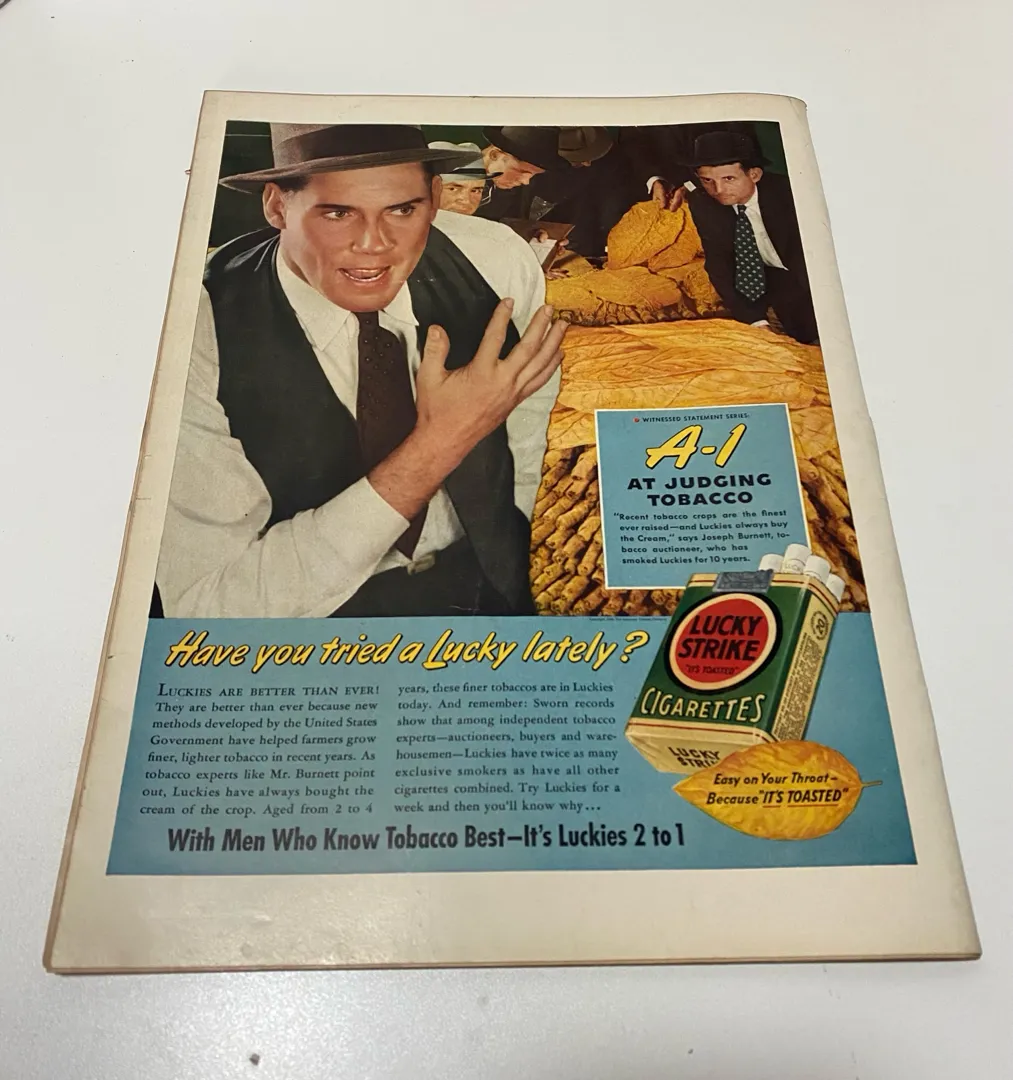 WITNESSED STATEMENT SERIES:
A-1
AT JUDGING
TOBACCO
"Recent tobacco crops are the finest
ever raised—and Luckies always buy
the Cream," says Joseph Burnett, to-
bacco auctioneer, who has
smoked Luckies for 10 years.
Have you tried a Lucky lately?
LUCKIES ARE BETTER THAN EVER!
They are better than ever because new
methods developed by the United States
Government have helped farmers grow
finer, lighter tobacco in recent years. As
tobacco experts like Mr. Burnett point
out, Luckies have always bought the
cream of the crop. Aged from 2 to 4
years, these finer tobaccos are in Luckies
today. And remember: Sworn records
show that among independent tobacco
experts—auctioneers, buyers and ware-
housemen—Luckies have twice as many
exclusive smokers as have all other
cigarettes combined. Try Luckies for a
week and then you'll know why...
LUCKY
STRIKE
"IT'S TOASTED"
CIGARETTES
20
LUCKY
STRIKE
Easy on Your Throat—
Because "IT'S TOASTED"
With Men Who Know Tobacco Best—It's Luckies 2 to 1